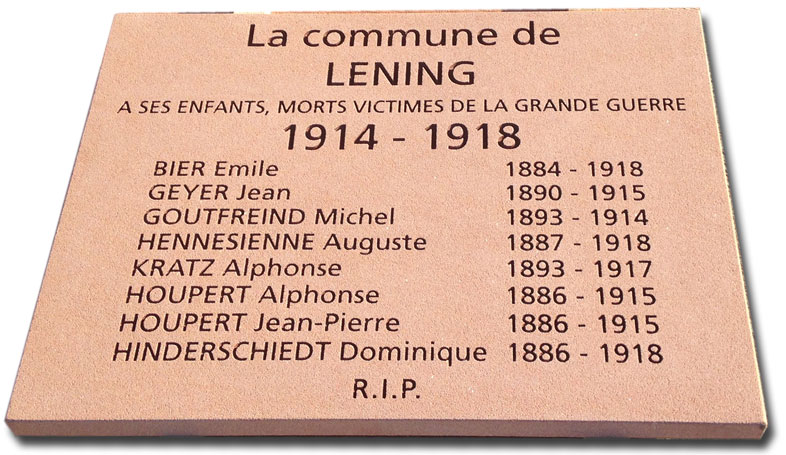 La commune de
LENING
A SES ENFANTS, MORTS VICTIMES DE LA GRANDE GUERRE
1914 - 1918
BIER Emile 1884 - 1918
GEYER Jean 1890 - 1915
GOUTFREIND Michel 1893 - 1914
HENNESIENNE Auguste 1887 - 1918
KRATZ Alphonse 1893 - 1917
HOUPERT Alphonse 1886 - 1915
HOUPERT Jean-Pierre 1886 - 1915
HINDERSCHIEDT Dominique 1886 - 1918
R.I.P.